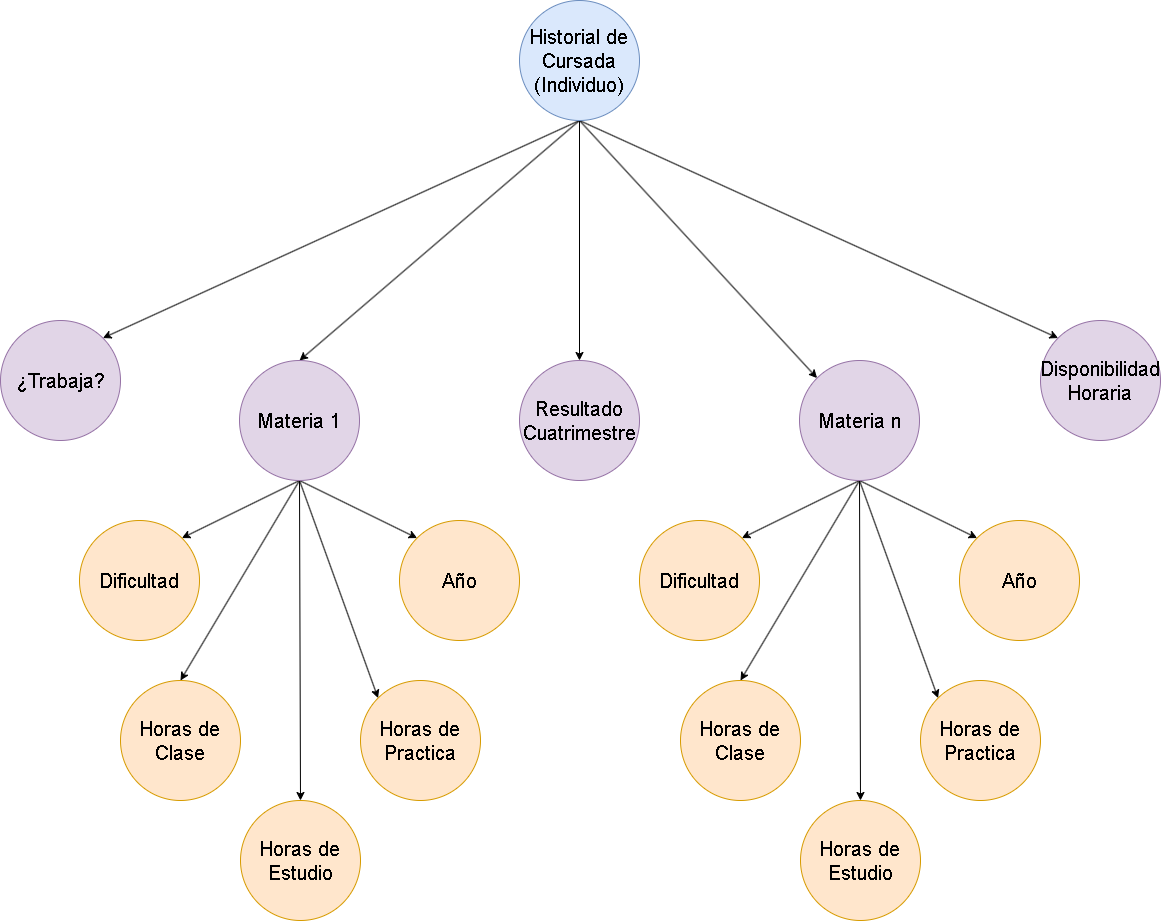 Historial de
Cursada
(Individuo)
¿Trabaja?
Materia 1
Resultado
Cuatrimestre
Materia n
Disponibilidad
Horaria
Dificultad
Año
Dificultad
Año
Horas de
Clase
Horas de
Practica
Horas de
Clase
Horas de
Practica
Horas de
Estudio
Horas de
Estudio